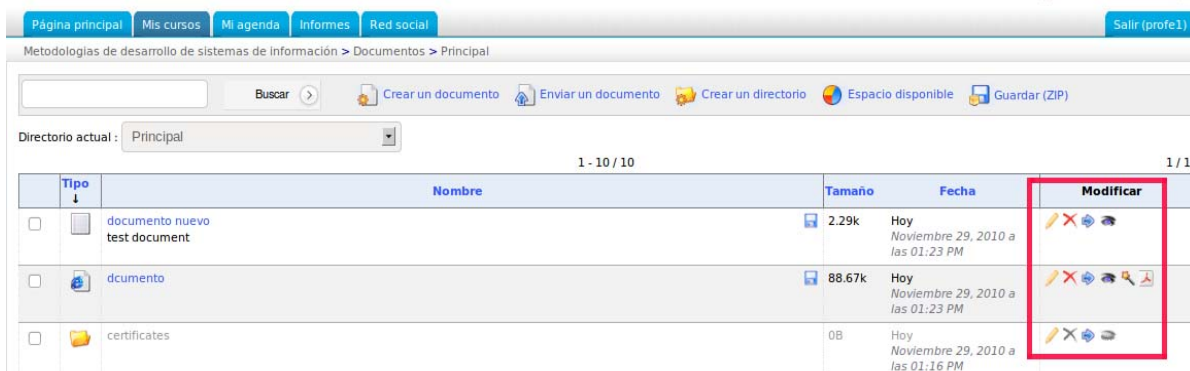 Página principal Mis cursos Mi agenda Informes Red social Salir (profe1)
Metodologias de desarrollo de sistemas de información > Documentos > Principal
Buscar Crear un documento Enviar un documento Crear un directorio Espacio disponible Guardar (ZIP)
Directorio actual : Principal
1 - 10 / 10 1 / 1
Tipo ↓ Nombre Tamaño Fecha Modificar
documento nuevo 2.29k Hoy
test document Noviembre 29, 2010 a
las 01:23 PM
dcumento 88.67k Hoy
Noviembre 29, 2010 a
las 01:23 PM
certificates 0B Hoy
Noviembre 29, 2010 a
las 01:16 PM